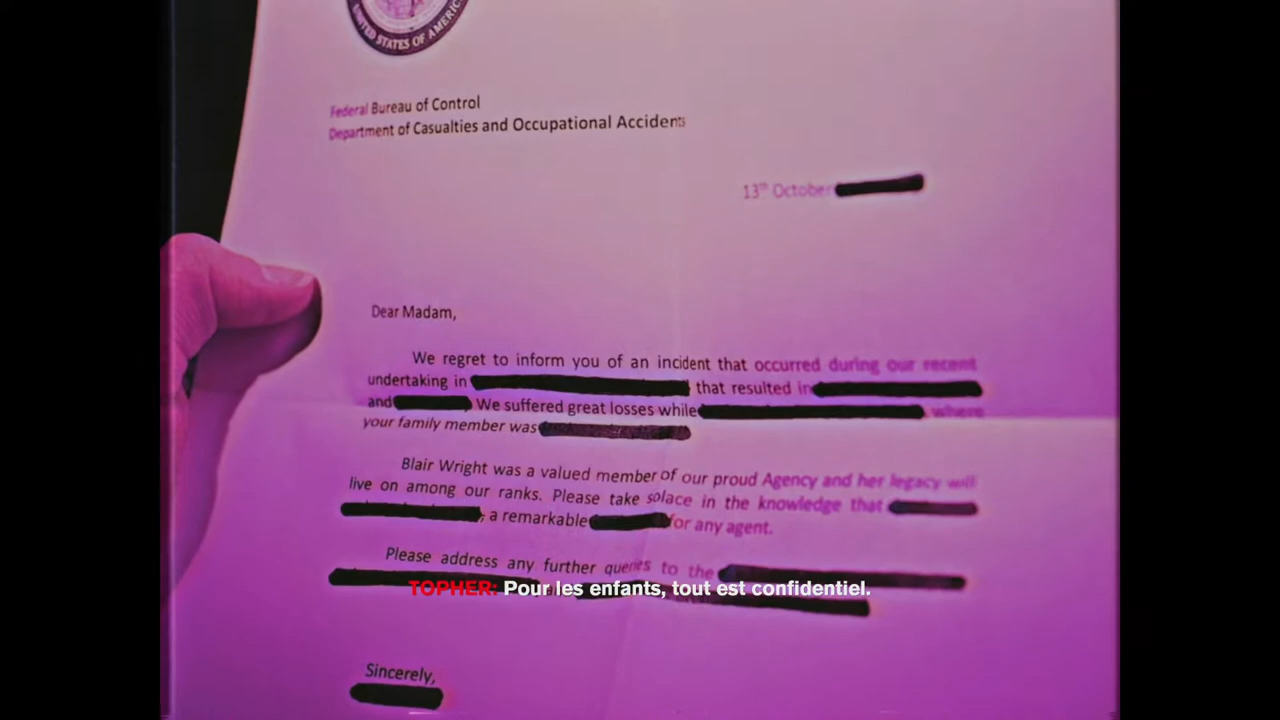 UNITED STATES OF AMERICA
Federal Bureau of Control
Department of Casualties and Occupational Accidents
13th October
Dear Madam,
We regret to inform you of an incident that occurred during our recent
undertaking in that resulted in
and We suffered great losses while where
your family member was
Blair Wright was a valued member of our proud Agency and her legacy will
live on among our ranks. Please take solace in the knowledge that
, a remarkable for any agent.
Please address any further queries to the
TOPHER: Pour les enfants, tout est confidentiel.
Sincerely,